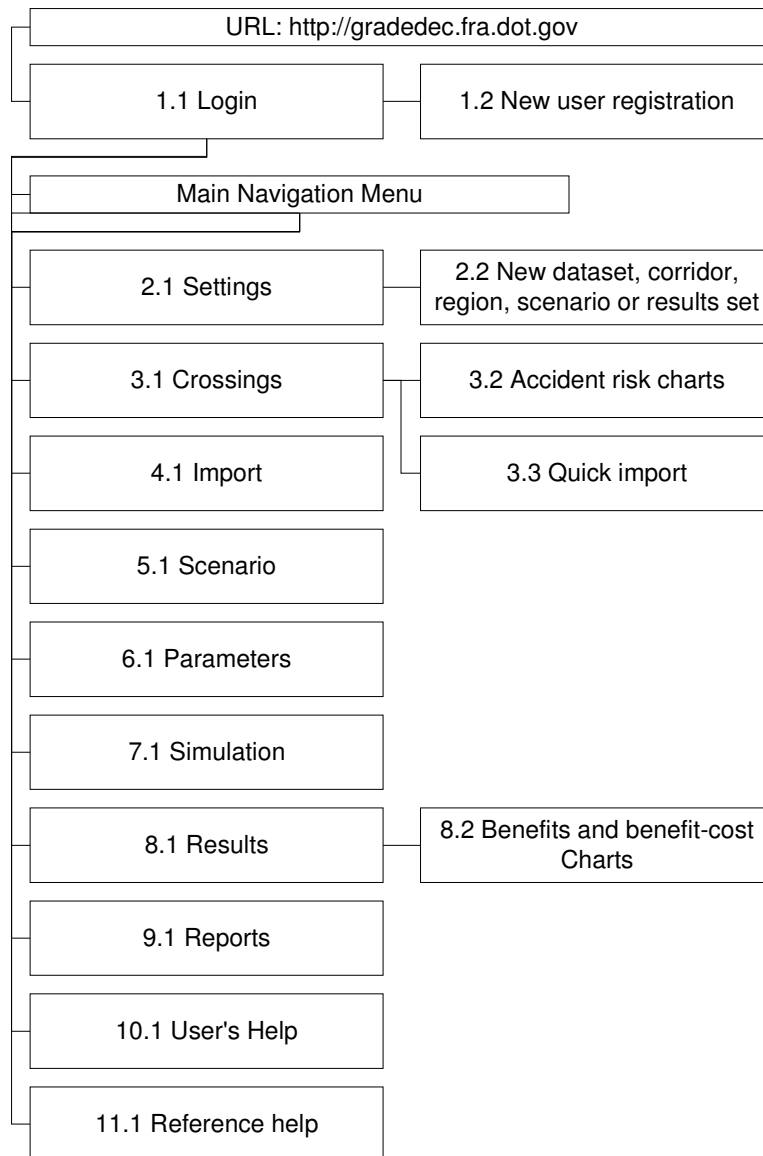 URL: http://gradedec.fra.dot.gov
1.1 Login
1.2 New user registration
Main Navigation Menu
2.1 Settings
2.2 New dataset, corridor,
region, scenario or results set
3.1 Crossings
3.2 Accident risk charts
4.1 Import
3.3 Quick import
5.1 Scenario
6.1 Parameters
7.1 Simulation
8.1 Results
8.2 Benefits and benefit-cost
Charts
9.1 Reports
10.1 User's Help
11.1 Reference help